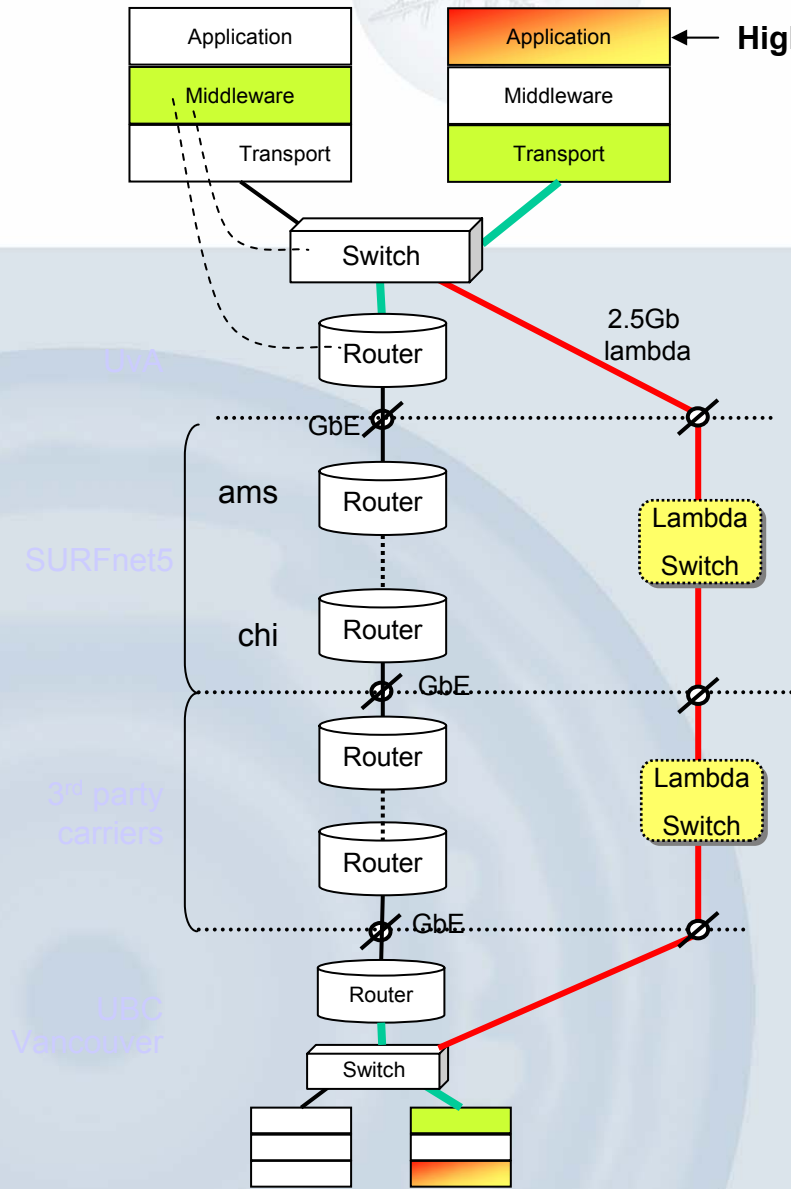 Application
Middleware
Transport
Application
Middleware
Transport
Switch
2.5Gb
lambda
Router
UvA
GbE
ams
Router
Lambda
Switch
SURFnet5
chi
Router
GbE
Router
3rd party
carriers
Lambda
Switch
Router
GbE
Router
UBC
Vancouver
Switch